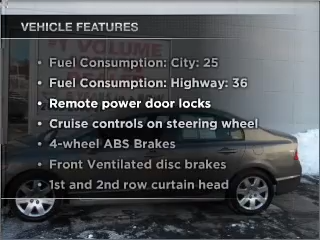 VEHICLE FEATURES
VOLUME
• Fuel Consumption: City: 25
• Fuel Consumption: Highway: 36
• Remote power door locks
• Cruise controls on steering wheel
• 4-wheel ABS Brakes
• Front Ventilated disc brakes
• 1st and 2nd row curtain head